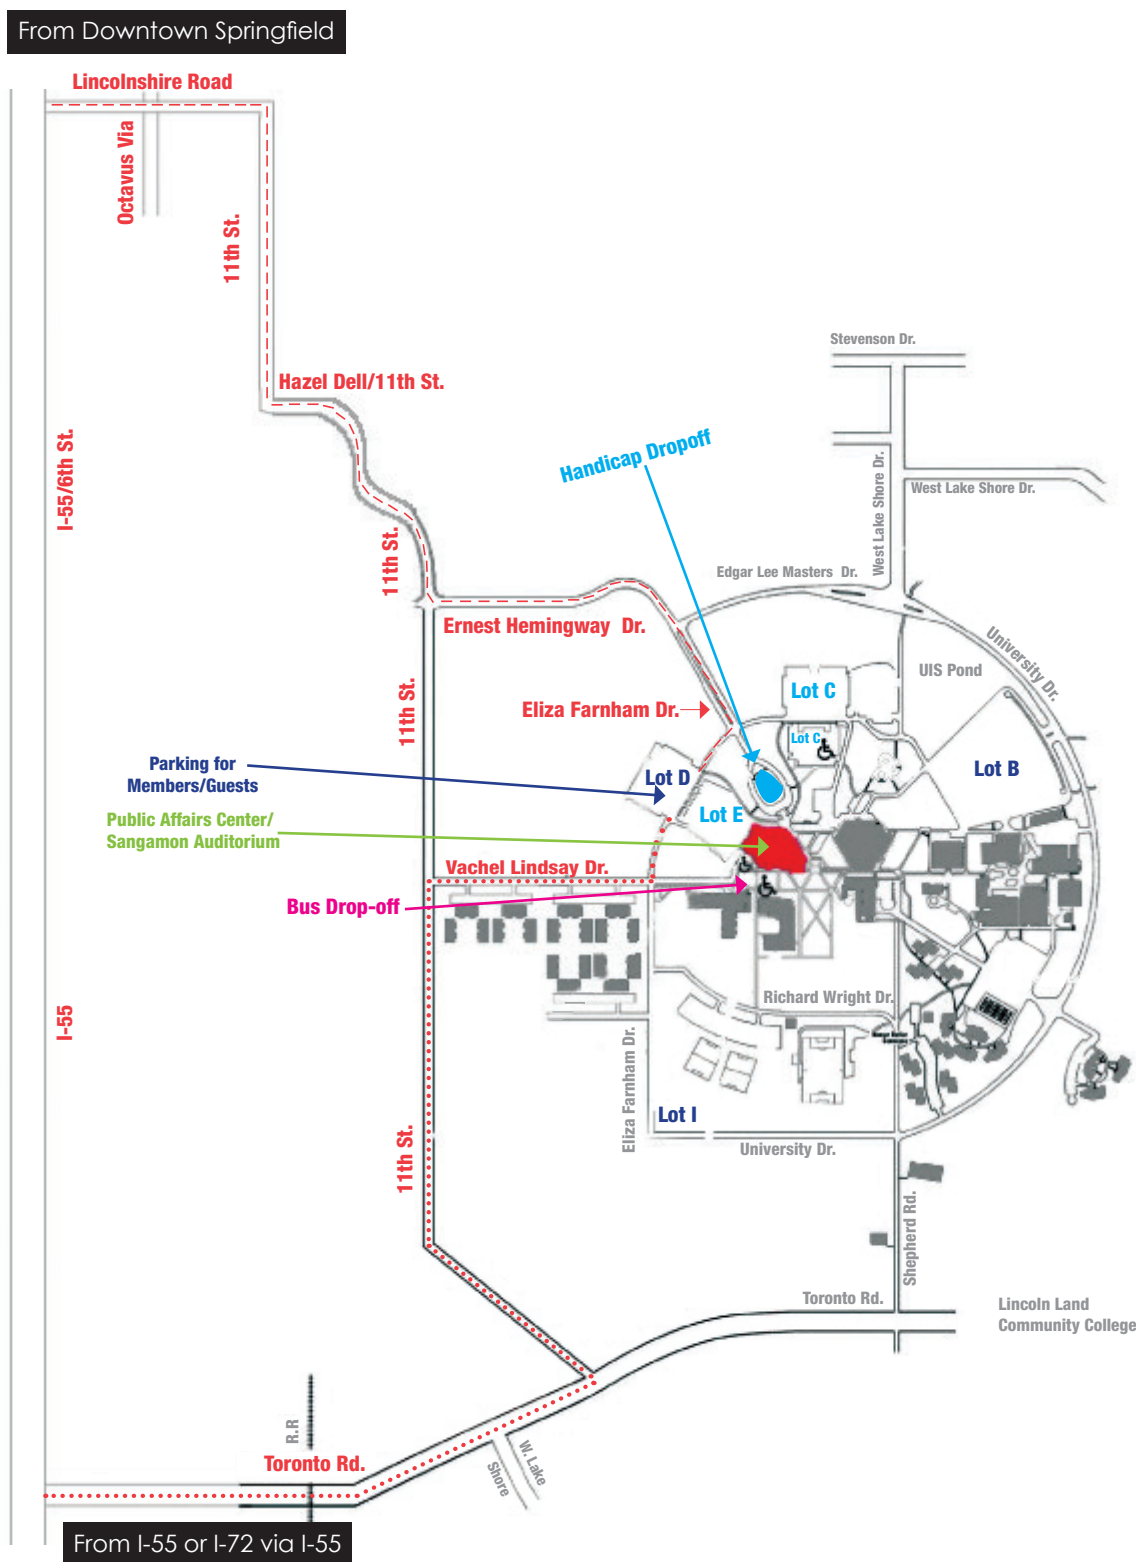 From Downtown Springfield
Lincolnshire Road
Octavus Via
11th St.
Hazel Dell/11th St.
Stevenson Dr.
Handicap Dropoff
I-55/6th St.
West Lake Shore Dr.
West Lake Shore Dr.
11th St.
Edgar Lee Masters Dr.
Ernest Hemingway Dr.
University Dr.
UIS Pond
Lot C
11th St.
Eliza Farnham Dr.
Lot C
Parking for
Members/Guests
Lot D
Lot B
Lot E
Public Affairs Center/
Sangamon Auditorium
Vachel Lindsay Dr.
Bus Drop-off
Richard Wright Dr.
I-55
Eliza Farnham Dr.
Lot I
University Dr.
11th St.
Shepherd Rd.
Toronto Rd.
Lincoln Land
Community College
R.R
Toronto Rd.
W. Lake
Shore
From I-55 or I-72 via I-55